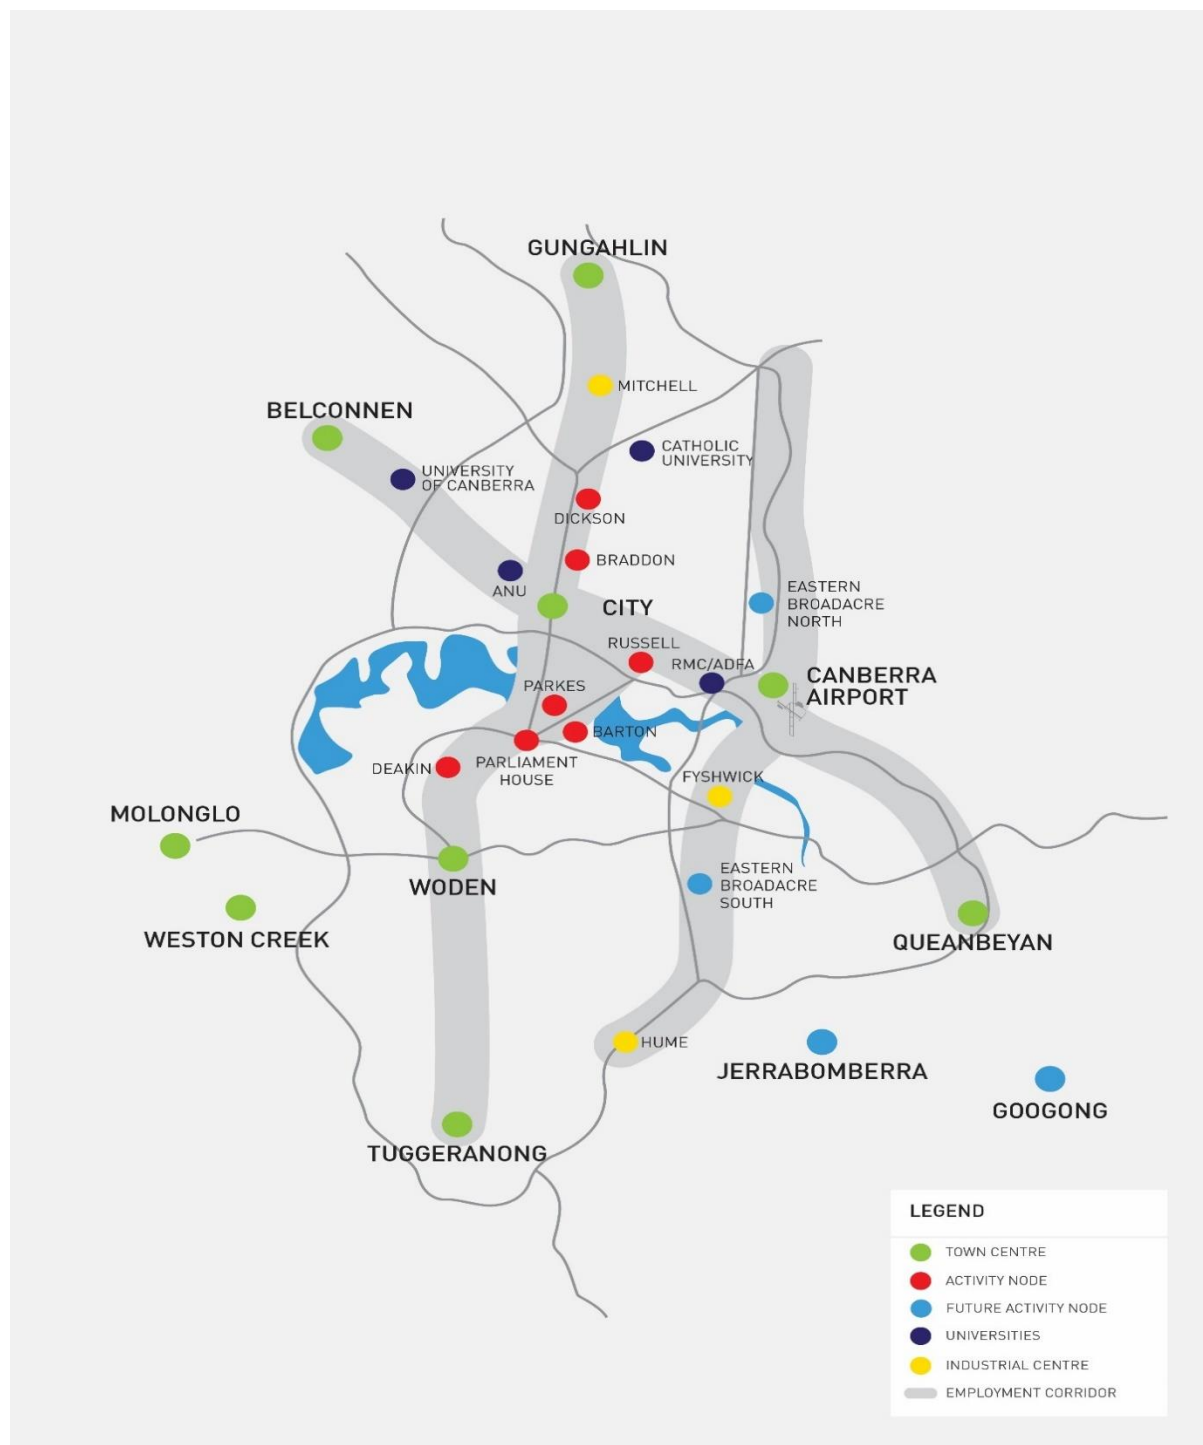 GUNGAHLIN
MITCHELL
BELCONNEN
CATHOLIC
UNIVERSITY
UNIVERSITY
OF CANBERRA
DICKSON
BRADDON
ANU
CITY
EASTERN
BROADACRE
NORTH
RUSSELL
RMC/ADFA
CANBERRA
AIRPORT
PARKES
BARTON
PARLIAMENT
HOUSE
DEAKIN
FYSHWICK
MOLONGLO
WODEN
EASTERN
BROADACRE
SOUTH
WESTON CREEK
QUEANBEYAN
HUME
JERRABOMBERRA
GOOGONG
TUGGERANONG
LEGEND
TOWN CENTRE
ACTIVITY NODE
FUTURE ACTIVITY NODE
UNIVERSITIES
INDUSTRIAL CENTRE
EMPLOYMENT CORRIDOR